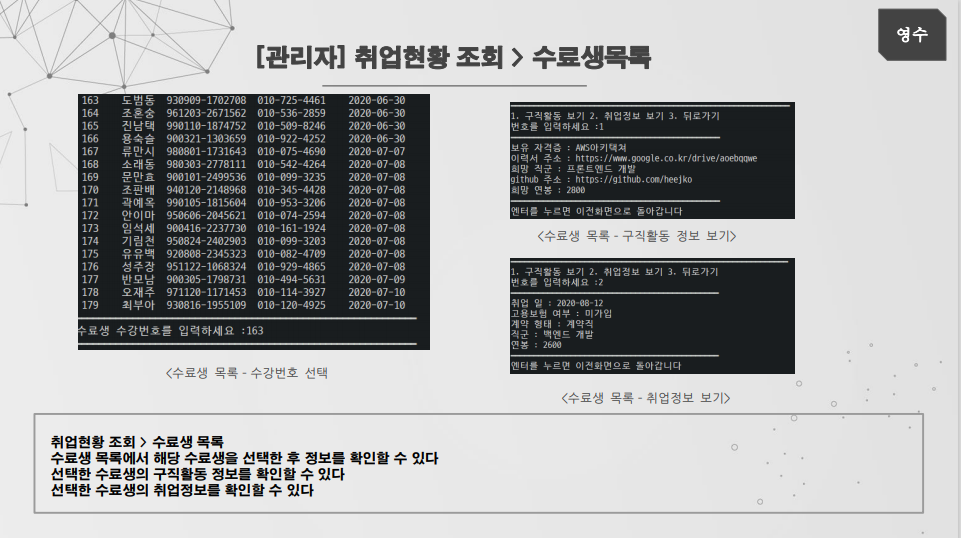 영수
[관리자] 취업현황 조회 > 수료생목록
163 도범동 930909-1702708 010-725-4461 2020-06-30
164 조훈숭 961203-2671562 010-536-2859 2020-06-30
165 진남택 990110-1874752 010-509-8246 2020-06-30
166 용숙슬 900321-1303659 010-922-4252 2020-06-30
167 류만시 980801-1731643 010-075-4690 2020-07-07
168 소래동 980303-2778111 010-542-4264 2020-07-08
169 문만효 900101-2499536 010-099-3235 2020-07-08
170 조판배 940120-2148968 010-345-4428 2020-07-08
171 곽예옥 990105-1815604 010-953-3206 2020-07-08
172 안이마 950606-2045621 010-074-2594 2020-07-08
173 임석세 900416-2237730 010-161-1924 2020-07-08
174 기림천 950824-2402903 010-099-3203 2020-07-08
175 유유백 920808-2345323 010-082-4709 2020-07-08
176 성주장 951122-1068324 010-929-4865 2020-07-08
177 반모남 900305-1798731 010-494-5631 2020-07-09
178 오재주 971120-1171453 010-114-3927 2020-07-10
179 최부아 930816-1955109 010-120-4925 2020-07-10
수료생 수강번호를 입력하세요 :163
<수료생 목록 - 수강번호 선택
1. 구직활동 보기 2. 취업정보 보기 3. 뒤로가기
번호를 입력하세요 :1
보유 자격증 : AWS아키택쳐
이력서 주소 : https://www.google.co.kr/drive/aoebqqwe
희망 직군 : 프론트엔드 개발
github 주소 : https://github.com/heejko
희망 연봉 : 2800
엔터를 누르면 이전화면으로 돌아갑니다
<수료생 목록 - 구직활동 정보 보기>
1. 구직활동 보기 2. 취업정보 보기 3. 뒤로가기
번호를 입력하세요 :2
취업 일 : 2020-08-12
고용보험 여부 : 미가입
계약 형태 : 계약직
직군 : 백엔드 개발
연봉 : 2600
엔터를 누르면 이전화면으로 돌아갑니다
<수료생 목록 - 취업정보 보기>
취업현황 조회 > 수료생 목록
수료생 목록에서 해당 수료생을 선택한 후 정보를 확인할 수 있다
선택한 수료생의 구직활동 정보를 확인할 수 있다
선택한 수료생의 취업정보를 확인할 수 있다